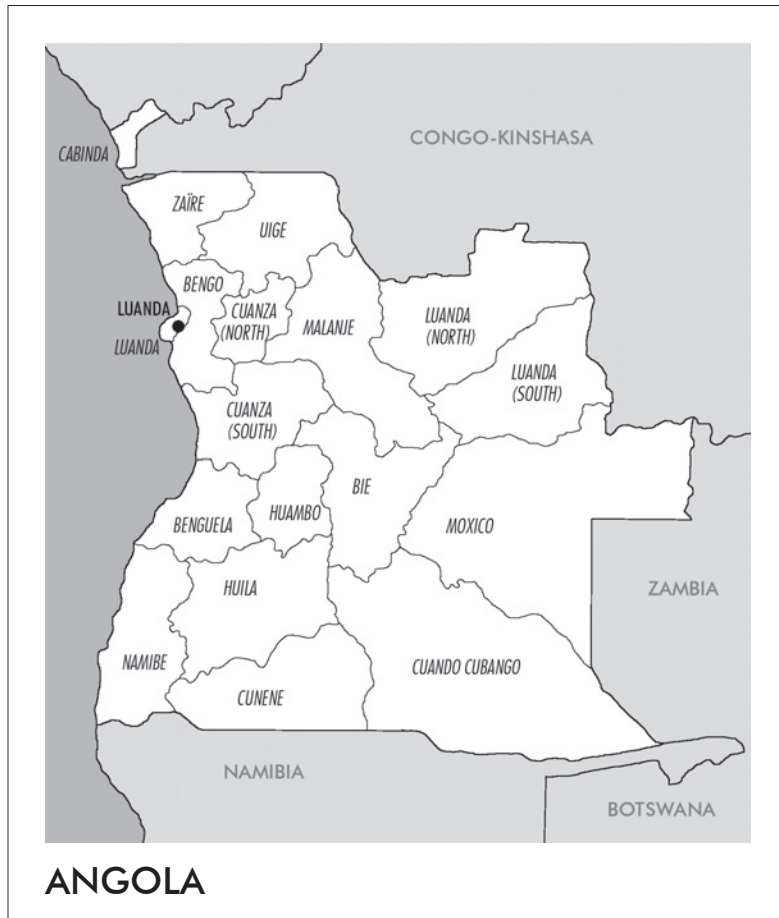 CONGO-KINSHASA
CABINDA
ZAÏRE
UIGE
BENGO
LUANDA
LUANDA
CUANZA
(NORTH)
MALANJE
LUANDA
(NORTH)
LUANDA
(SOUTH)
CUANZA
(SOUTH)
BIE
BENGUELA
HUAMBO
MOXICO
HUILA
ZAMBIA
NAMIBE
CUANDO CUBANGO
CUNENE
NAMIBIA
BOTSWANA
ANGOLA